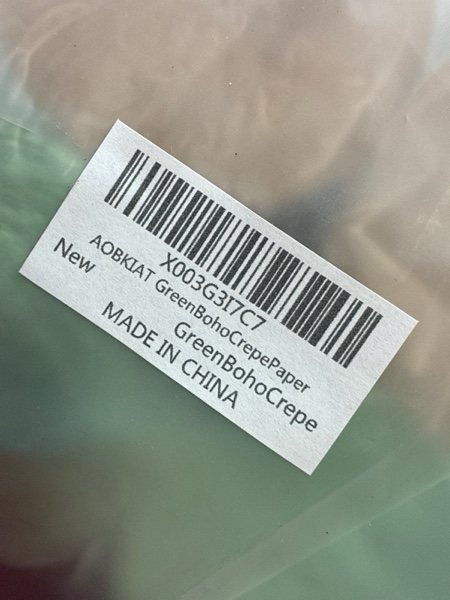 X003G3I7C7
AOBKIAT GreenBohoCrepePaper
New
GreenBohoCrepe
MADE IN CHINA